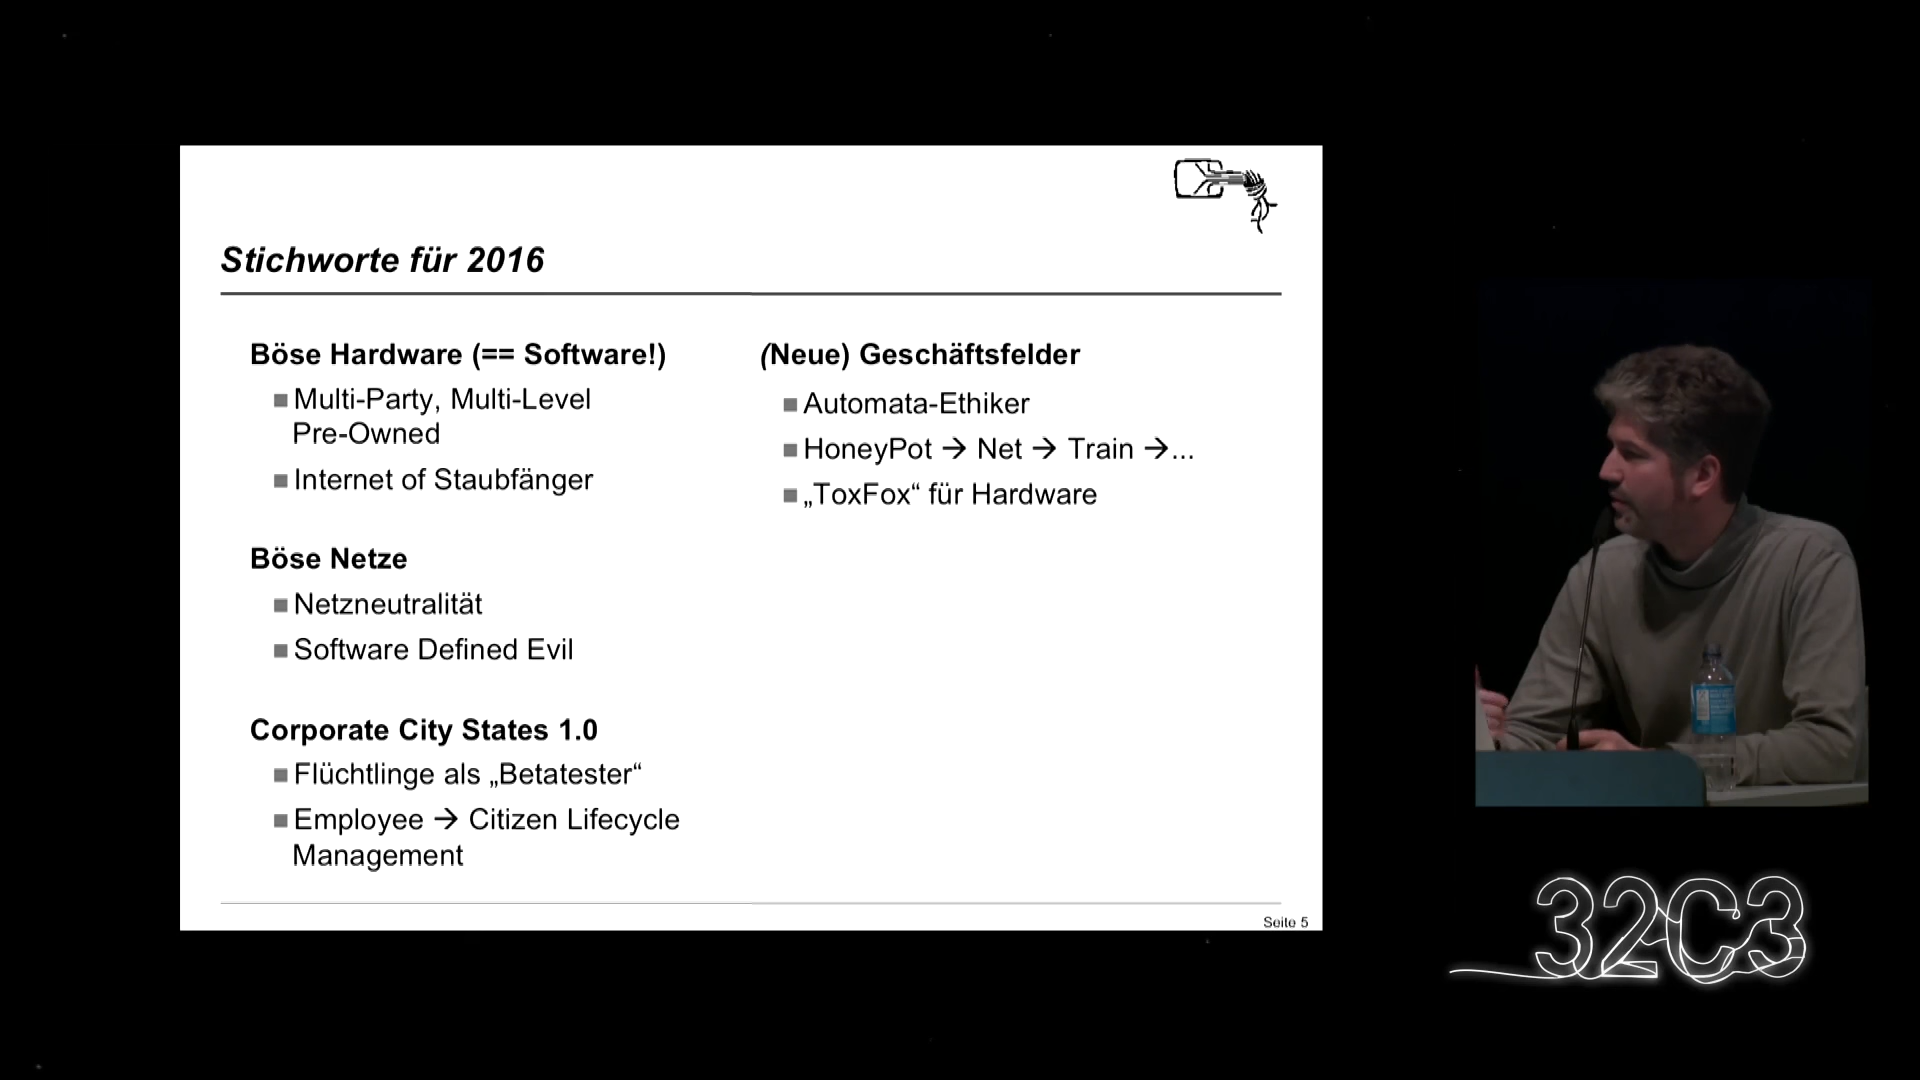 Stichworte für 2016
Böse Hardware (== Software!)
Multi-Party, Multi-Level
Pre-Owned
Internet of Staubfänger
Böse Netze
Netzneutralität
Software Defined Evil
Corporate City States 1.0
Flüchtlinge als „Betatester“
Employee → Citizen Lifecycle
Management
(Neue) Geschäftsfelder
Automata-Ethiker
HoneyPot → Net → Train →...
„ToxFox“ für Hardware
Seite 5
32C3